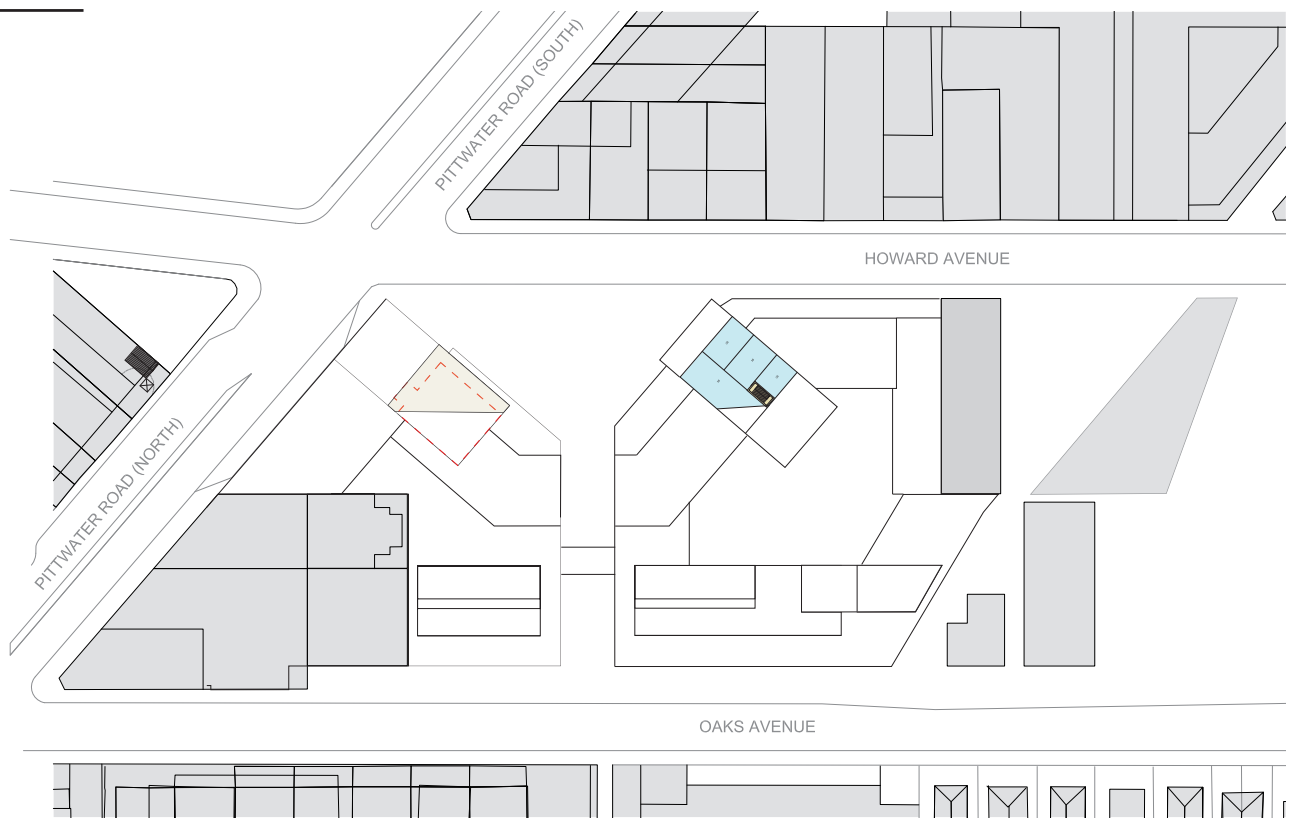 PITTWATER ROAD (SOUTH)
HOWARD AVENUE
PITTWATER ROAD (NORTH)
OAKS AVENUE